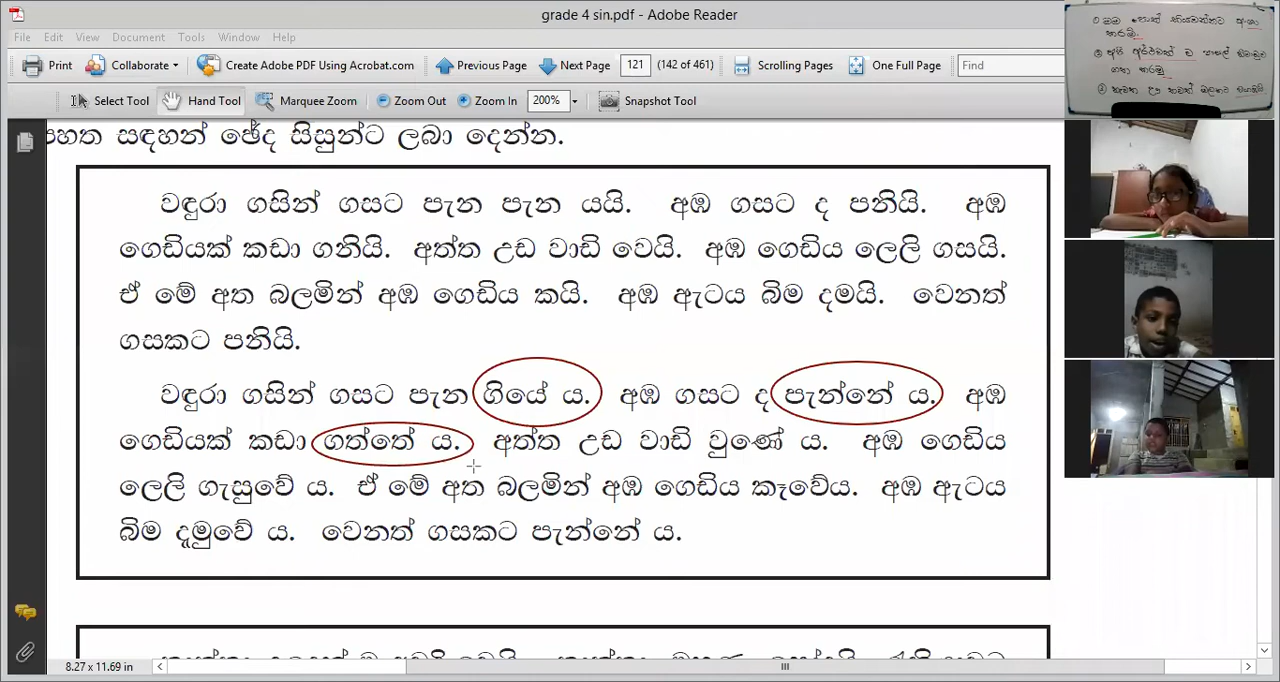 grade 4 sin.pdf - Adobe Reader
File Edit View Document Tools Window Help
Print Collaborate Create Adobe PDF Using Acrobat.com Previous Page Next Page 121 (142 of 461) Scrolling Pages One Full Page Find
Select Tool Hand Tool Marquee Zoom Zoom Out Zoom In 200% Snapshot Tool
පහත සඳහන් ඡේද සිසුන්ට ලබා දෙන්න.
වඳුරා ගසින් ගසට පැන පැන යයි. අඹ ගසට ද පනියි. අඹ
ගෙඩියක් කඩා ගනියි. අත්ත උඩ වාඩි වෙයි. අඹ ගෙඩිය ලෙලි ගසයි.
ඒ මේ අත බලමින් අඹ ගෙඩිය කයි. අඹ ඇටය බිම දමයි. වෙනත්
ගසකට පනියි.
වඳුරා ගසින් ගසට පැන ගියේ ය. අඹ ගසට ද පැන්නේ ය. අඹ
ගෙඩියක් කඩා ගත්තේ ය. අත්ත උඩ වාඩි වුණේ ය. අඹ ගෙඩිය
ලෙලි ගැසුවේ ය. ඒ මේ අත බලමින් අඹ ගෙඩිය කෑවේය. අඹ ඇටය
බිම දැමුවේ ය. වෙනත් ගසකට පැන්නේ ය.
8.27 x 11.69 in